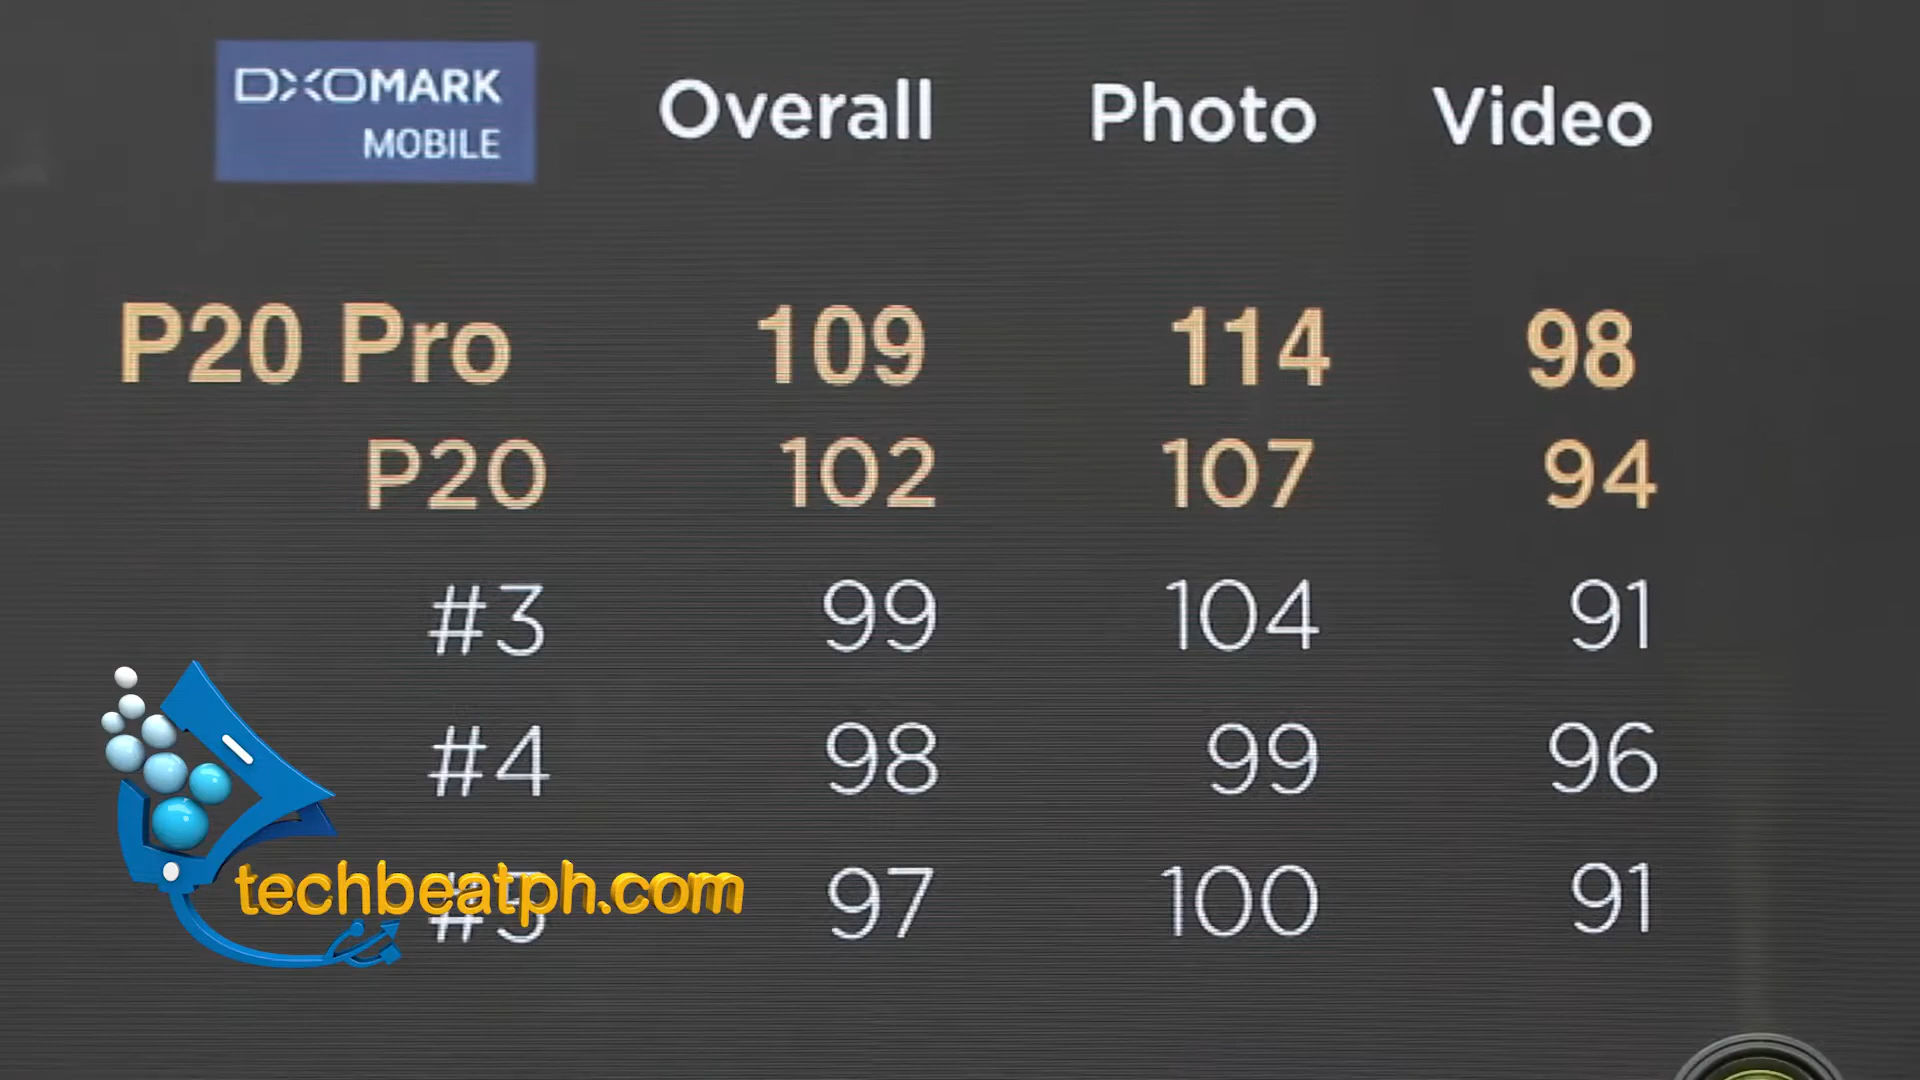 DXOMARK Overall Photo Video
MOBILE
P20 Pro 109 114 98
P20 102 107 94
#3 99 104 91
#4 98 99 96
techbeatph.com
#5 97 100 91